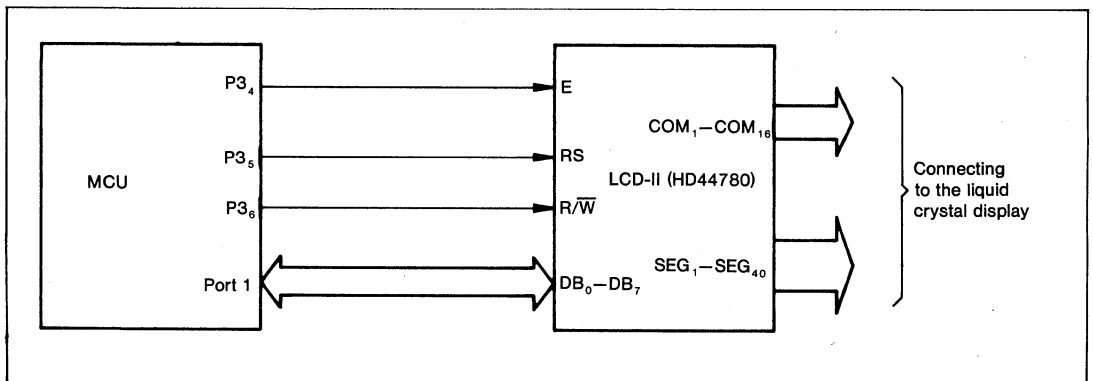 MCU
P3₄
P3₅
P3₆
Port 1
E
RS
R/W̅
DB₀–DB₇
COM₁–COM₁₆
LCD-II (HD44780)
SEG₁–SEG₄₀
Connecting
to the liquid
crystal display